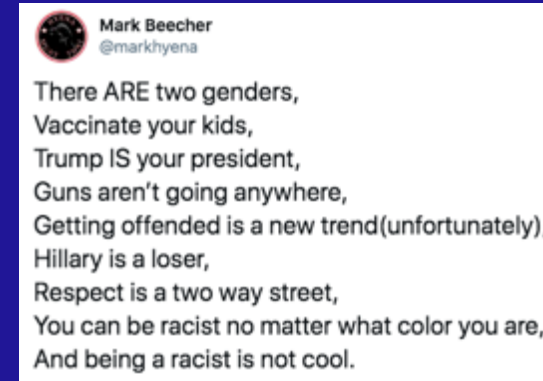 Mark Beecher
@markhyena
There ARE two genders,
Vaccinate your kids,
Trump IS your president,
Guns aren't going anywhere,
Getting offended is a new trend(unfortunately),
Hillary is a loser,
Respect is a two way street,
You can be racist no matter what color you are,
And being a racist is not cool.